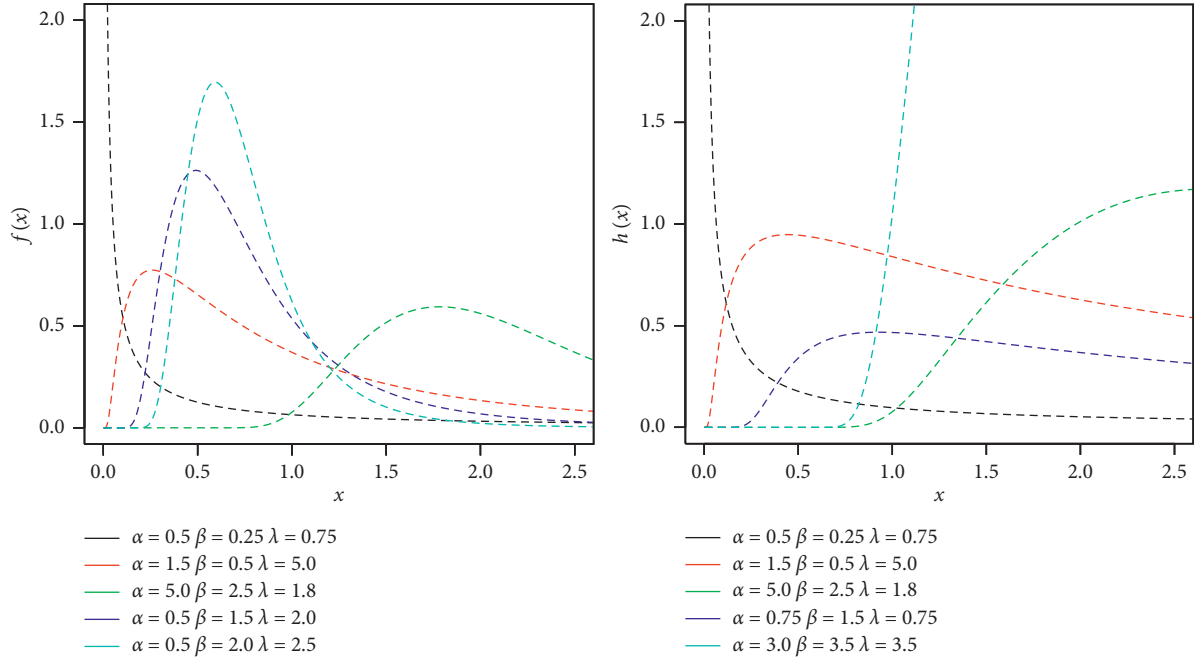 2.0
1.5
1.0
0.5
0.0
f (x)
0.0 0.5 1.0 1.5 2.0 2.5
x
α = 0.5 β = 0.25 λ = 0.75
α = 1.5 β = 0.5 λ = 5.0
α = 5.0 β = 2.5 λ = 1.8
α = 0.5 β = 1.5 λ = 2.0
α = 0.5 β = 2.0 λ = 2.5
2.0
1.5
1.0
0.5
0.0
h (x)
0.0 0.5 1.0 1.5 2.0 2.5
x
α = 0.5 β = 0.25 λ = 0.75
α = 1.5 β = 0.5 λ = 5.0
α = 5.0 β = 2.5 λ = 1.8
α = 0.75 β = 1.5 λ = 0.75
α = 3.0 β = 3.5 λ = 3.5